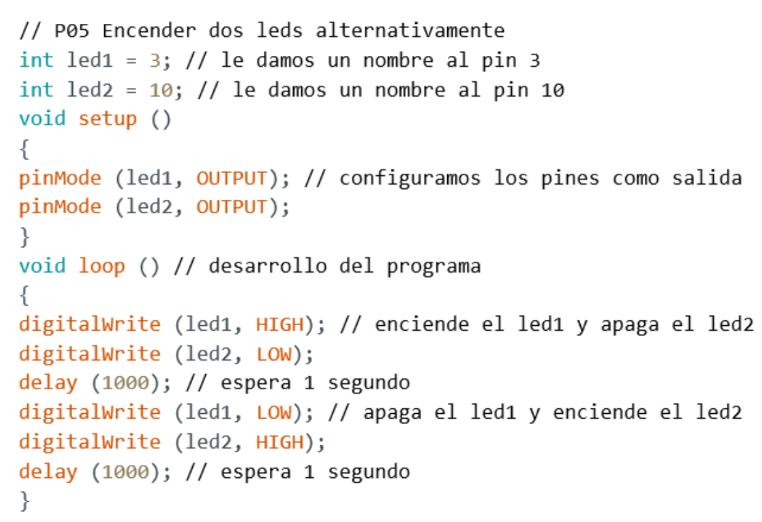 // P05 Encender dos leds alternativamente
int led1 = 3; // le damos un nombre al pin 3
int led2 = 10; // le damos un nombre al pin 10
void setup ()
{
pinMode (led1, OUTPUT); // configuramos los pines como salida
pinMode (led2, OUTPUT);
}
void loop () // desarrollo del programa
{
digitalWrite (led1, HIGH); // enciende el led1 y apaga el led2
digitalWrite (led2, LOW);
delay (1000); // espera 1 segundo
digitalWrite (led1, LOW); // apaga el led1 y enciende el led2
digitalWrite (led2, HIGH);
delay (1000); // espera 1 segundo
}